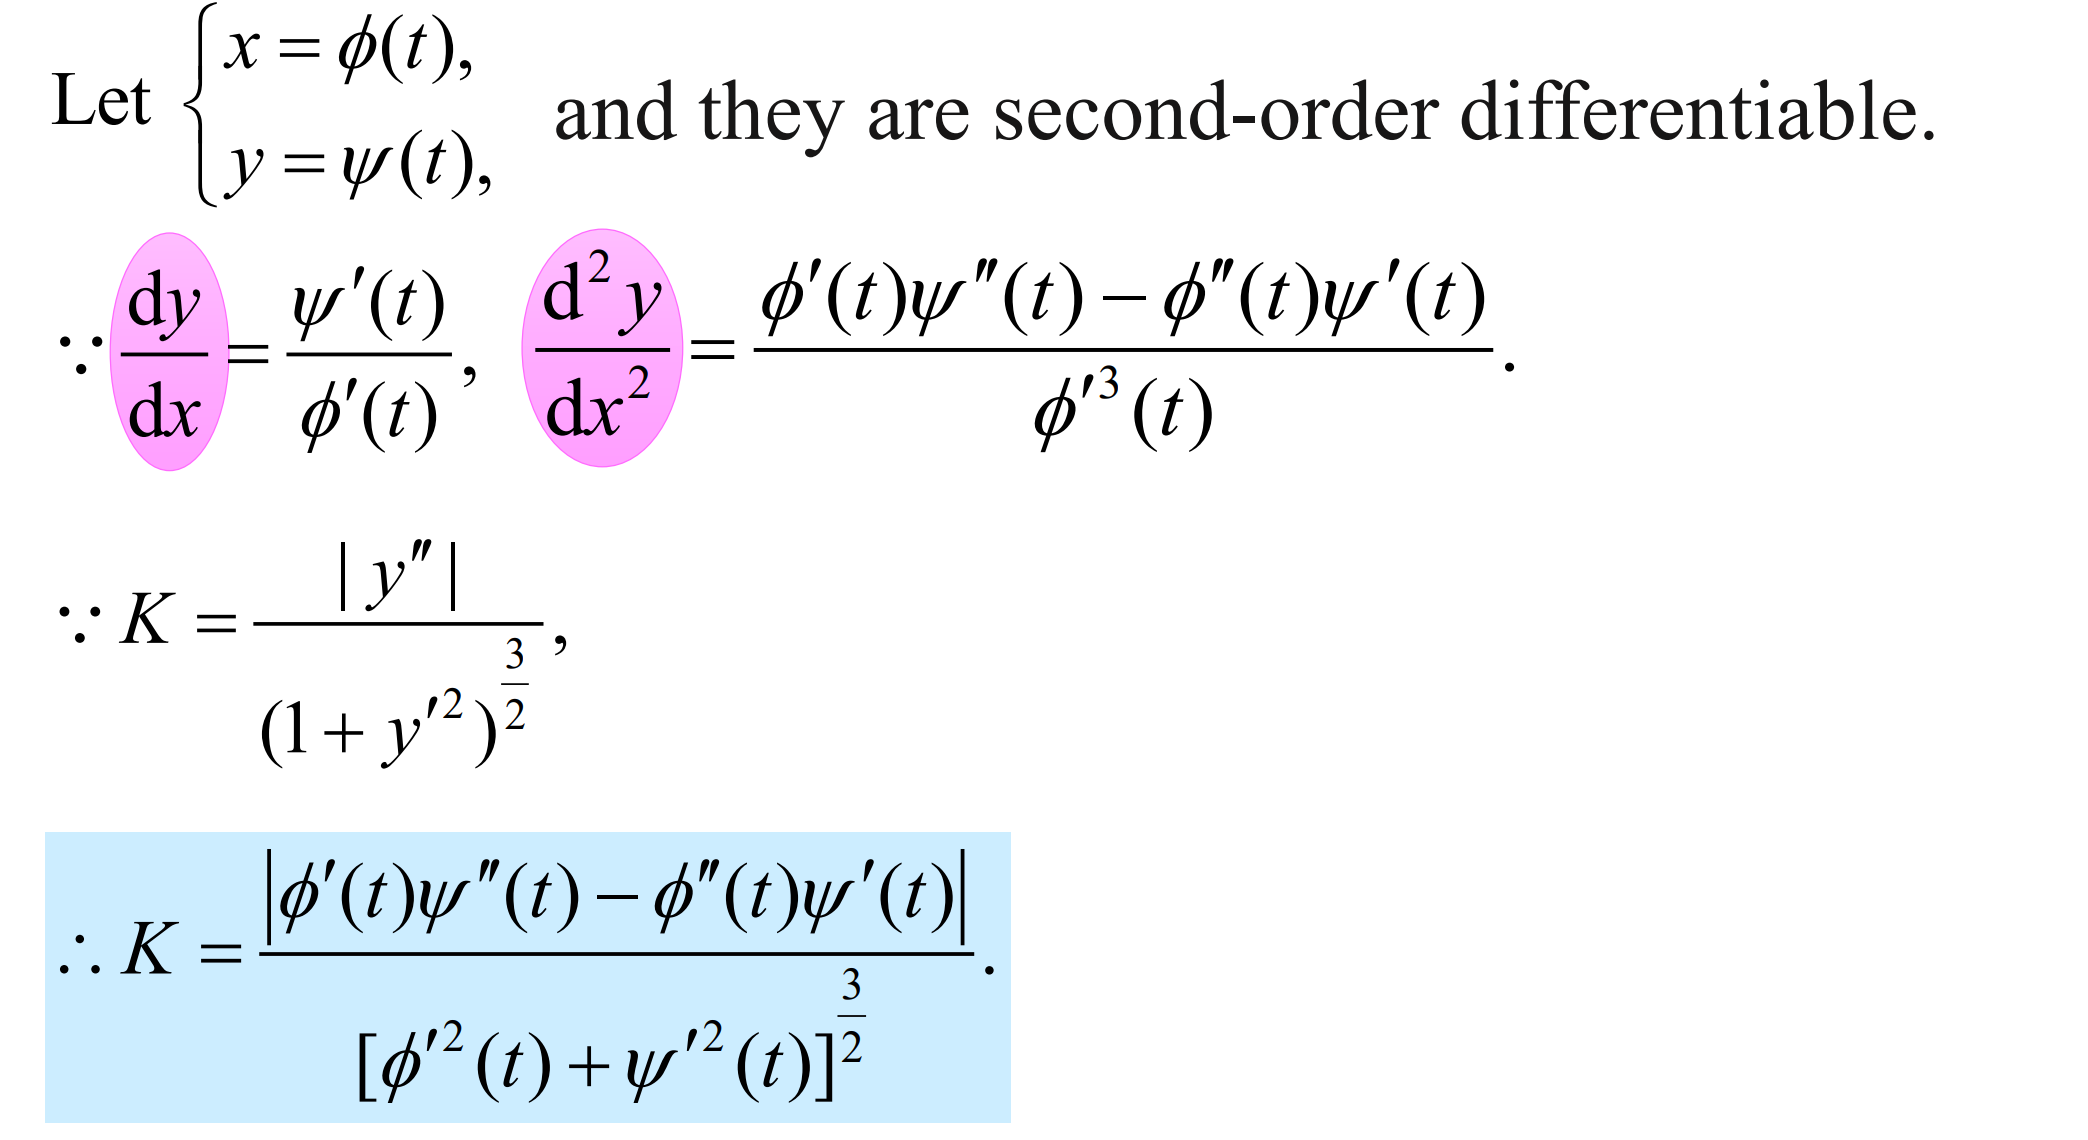 Let { x = ϕ(t), y = ψ(t), and they are second-order differentiable.
∵ dy/dx = ψ′(t)/ϕ′(t), d²y/dx² = (ϕ′(t)ψ″(t) − ϕ″(t)ψ′(t))/ϕ′³(t).
∵ K = |y″|/(1 + y′²)^(3/2),
∴ K = |ϕ′(t)ψ″(t) − ϕ″(t)ψ′(t)|/[ϕ′²(t) + ψ′²(t)]^(3/2).